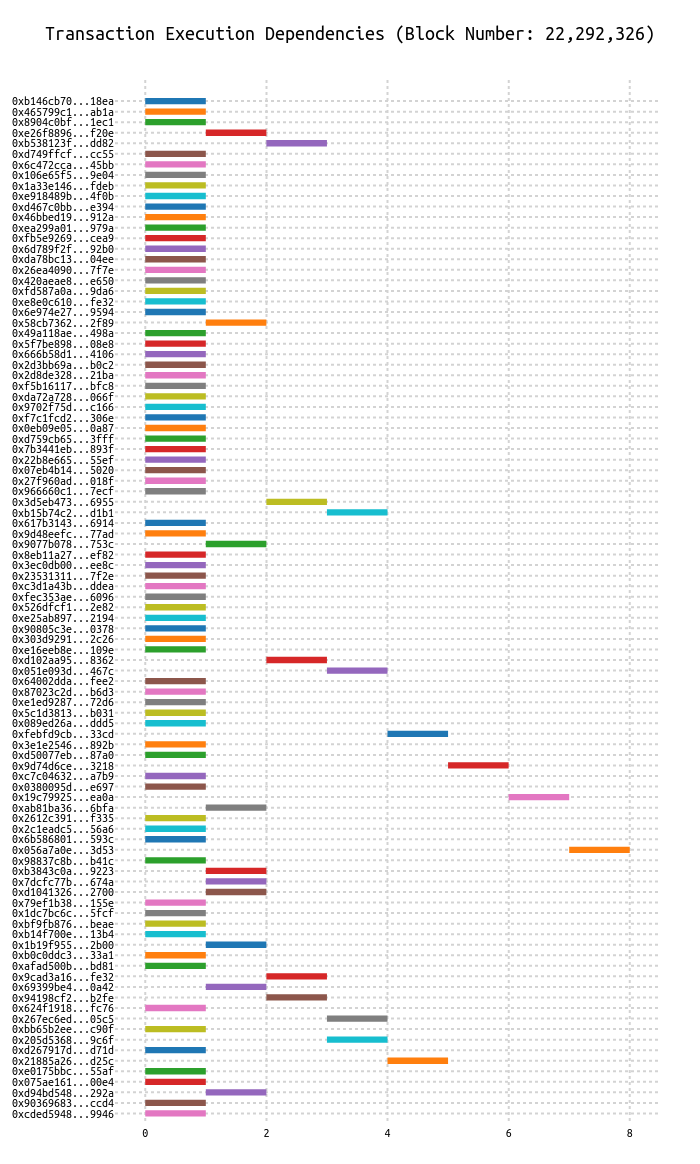 Transaction Execution Dependencies (Block Number: 22,292,326)
0xb146cb70...18ea
0x465799c1...ab1a
0x8904c0bf...1ec1
0xe26f8896...f20e
0xb538123f...dd82
0xd749ffcf...cc55
0x6c472cca...45bb
0x106e65f5...9e04
0x1a33e146...fdeb
0xe918489b...4f0b
0xd467c0bb...e394
0x46bbed19...912a
0xea299a01...979a
0xfb5e9269...cea9
0x6d789f2f...92b0
0xda78bc13...04ee
0x26ea4090...7f7e
0x420aeae8...e650
0xfd587a0a...9da6
0xe8e0c610...fe32
0x6e974e27...9594
0x58cb7362...2f89
0x49a118ae...498a
0x5f7be898...08e8
0x666b58d1...4106
0x2d3bb69a...b0c2
0x2d8de328...21ba
0xf5b16117...bfc8
0xda72a728...066f
0x9702f75d...c166
0xf7c1fcd2...306e
0x0eb09e05...0a87
0xd759cb65...3fff
0x7b3441eb...893f
0x22b8e665...55ef
0x07eb4b14...5020
0x27f960ad...018f
0x966660c1...7ecf
0x3d5eb473...6955
0xb15b74c2...d1b1
0x617b3143...6914
0x9d48eefc...77ad
0x9077b078...753c
0x8eb11a27...ef82
0x3ec0db00...ee8c
0x23531311...7f2e
0xc3d1a43b...ddea
0xfec353ae...6096
0x526dfcf1...2e82
0xe25ab897...2194
0x90805c3e...0378
0x303d9291...2c26
0xe16eeb8e...109e
0xd102aa95...8362
0x051e093d...467c
0x64002dda...fee2
0x87023c2d...b6d3
0xe1ed9287...72d6
0x5c1d3813...b031
0x089ed26a...ddd5
0xfebfd9cb...33cd
0x3e1e2546...892b
0xd50077eb...87a0
0x9d74d6ce...3218
0xc7c04632...a7b9
0x0380095d...e697
0x19c79925...ea0a
0xab81ba36...6bfa
0x2612c391...f335
0x2c1eadc5...56a6
0x6b586801...593c
0x056a7a0e...3d53
0x98837c8b...b41c
0xb3843c0a...9223
0x7dcfc77b...674a
0xd1041326...2700
0x79ef1b38...155e
0x1dc7bc6c...5fcf
0xbf9fb876...beae
0xb14f700e...13b4
0x1b19f955...2b00
0xb0c0ddc3...33a1
0xafad500b...bd81
0x9cad3a16...fe32
0x69399be4...0a42
0x94198cf2...b2fe
0x624f1918...fc76
0x267ec6ed...05c5
0xbb65b2ee...c90f
0x205d5368...9c6f
0xd267917d...d71d
0x21885a26...d25c
0xe0175bbc...55af
0x075ae161...00e4
0xd94bd548...292a
0x90369683...ccd4
0xcded5948...9946
0 2 4 6 8